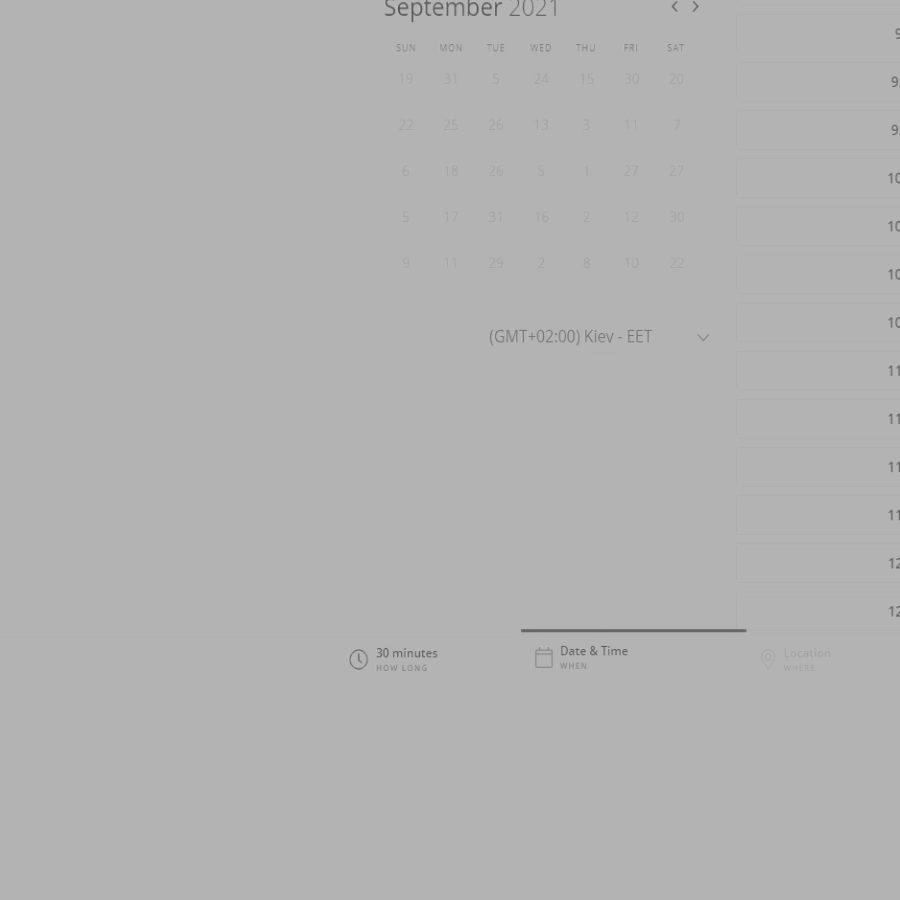 September 2021
SUN MON TUE WED THU FRI SAT
19 31 5 24 15 30 20
22 25 26 13 3 11 7
6 18 26 5 1 27 27
5 17 31 16 2 12 30
9 11 29 2 8 10 22
(GMT+02:00) Kiev - EET
9
9:
9:
10
10
10
10
11
11
11
11
12
12
30 minutes
HOW LONG
Date & Time
WHEN
Location
WHERE